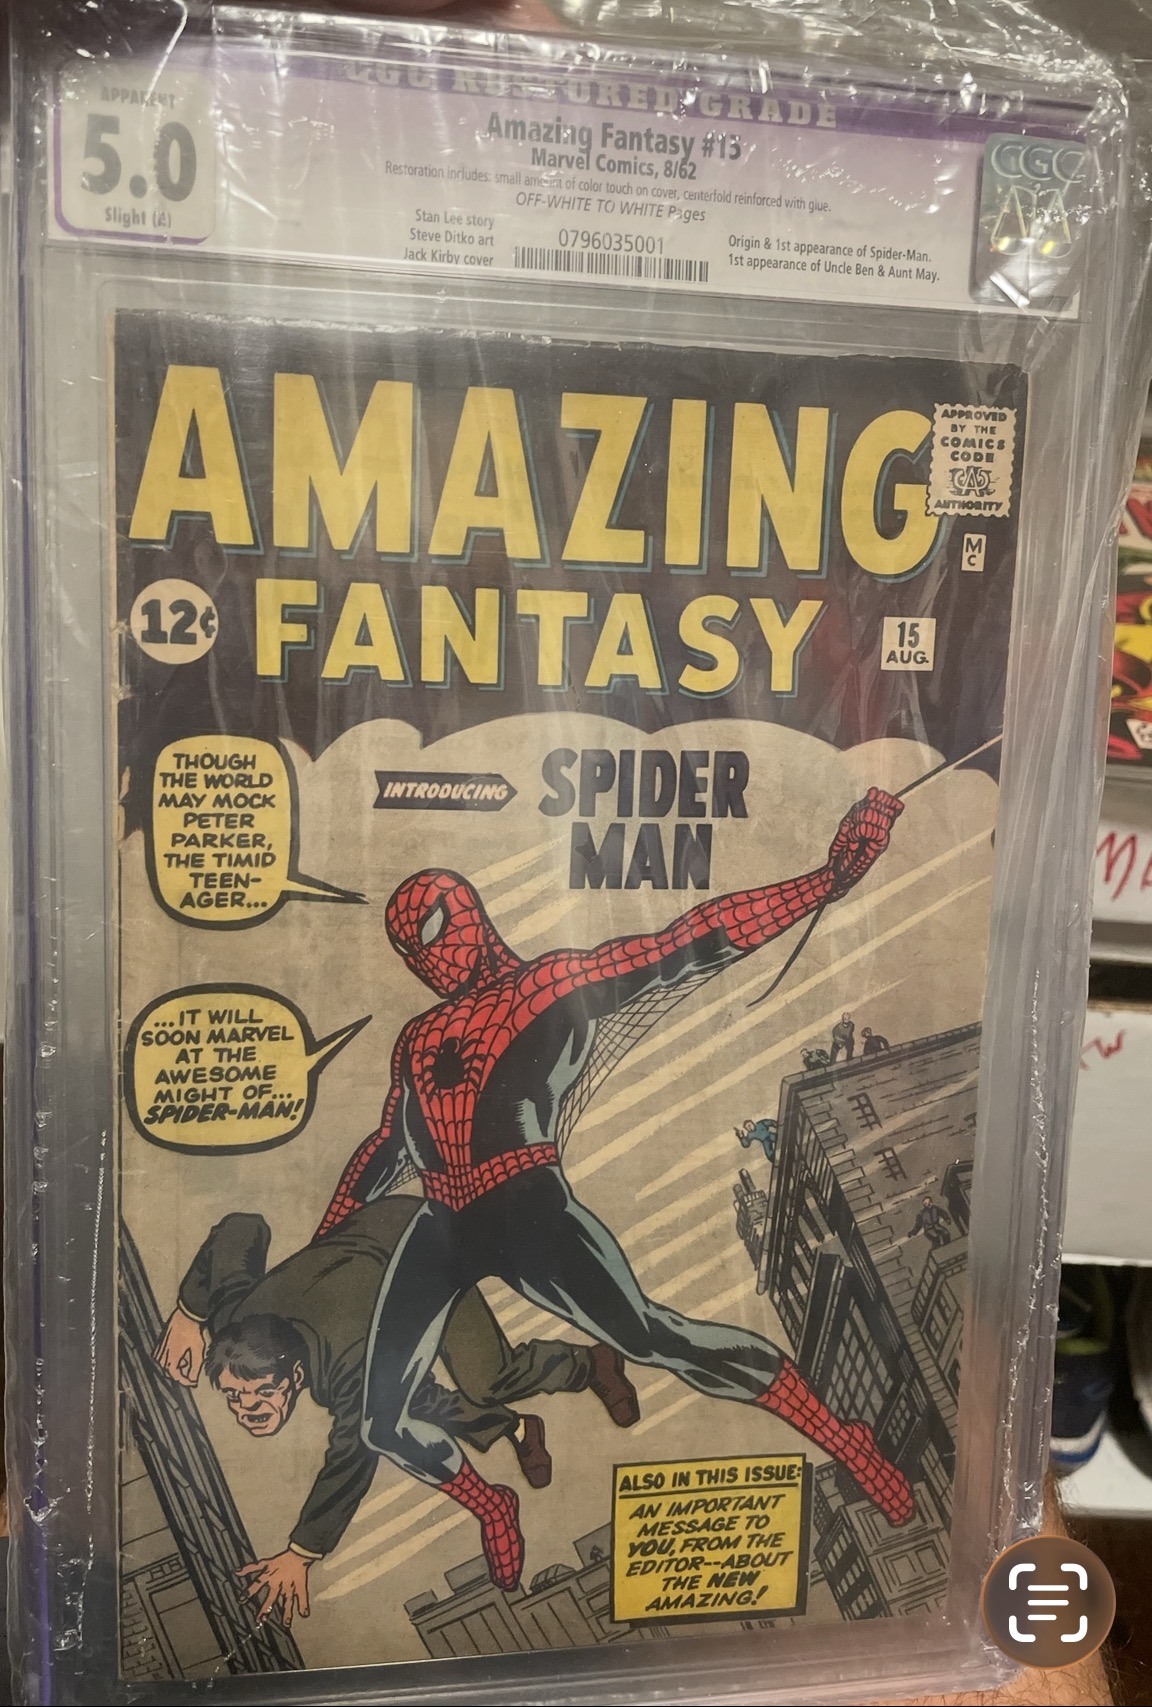 CGC RESTORED GRADE
APPARENT
5.0
Slight (A)
Amazing Fantasy #15
Marvel Comics, 8/62
Restoration includes: small amount of color touch on cover, centerfold reinforced with glue.
OFF-WHITE TO WHITE Pages
Stan Lee story
Steve Ditko art
Jack Kirby cover
0796035001
Origin & 1st appearance of Spider-Man.
1st appearance of Uncle Ben & Aunt May.
CGC
AMAZING
FANTASY
APPROVED
BY THE
COMICS
CODE
CA
AUTHORITY
M
C
12¢
15
AUG.
THOUGH
THE WORLD
MAY MOCK
PETER
PARKER,
THE TIMID
TEEN-
AGER...
INTRODUCING
SPIDER
MAN
...IT WILL
SOON MARVEL
AT THE
AWESOME
MIGHT OF...
SPIDER-MAN!
ALSO IN THIS ISSUE:
AN IMPORTANT
MESSAGE TO
YOU, FROM THE
EDITOR--ABOUT
THE NEW
AMAZING!